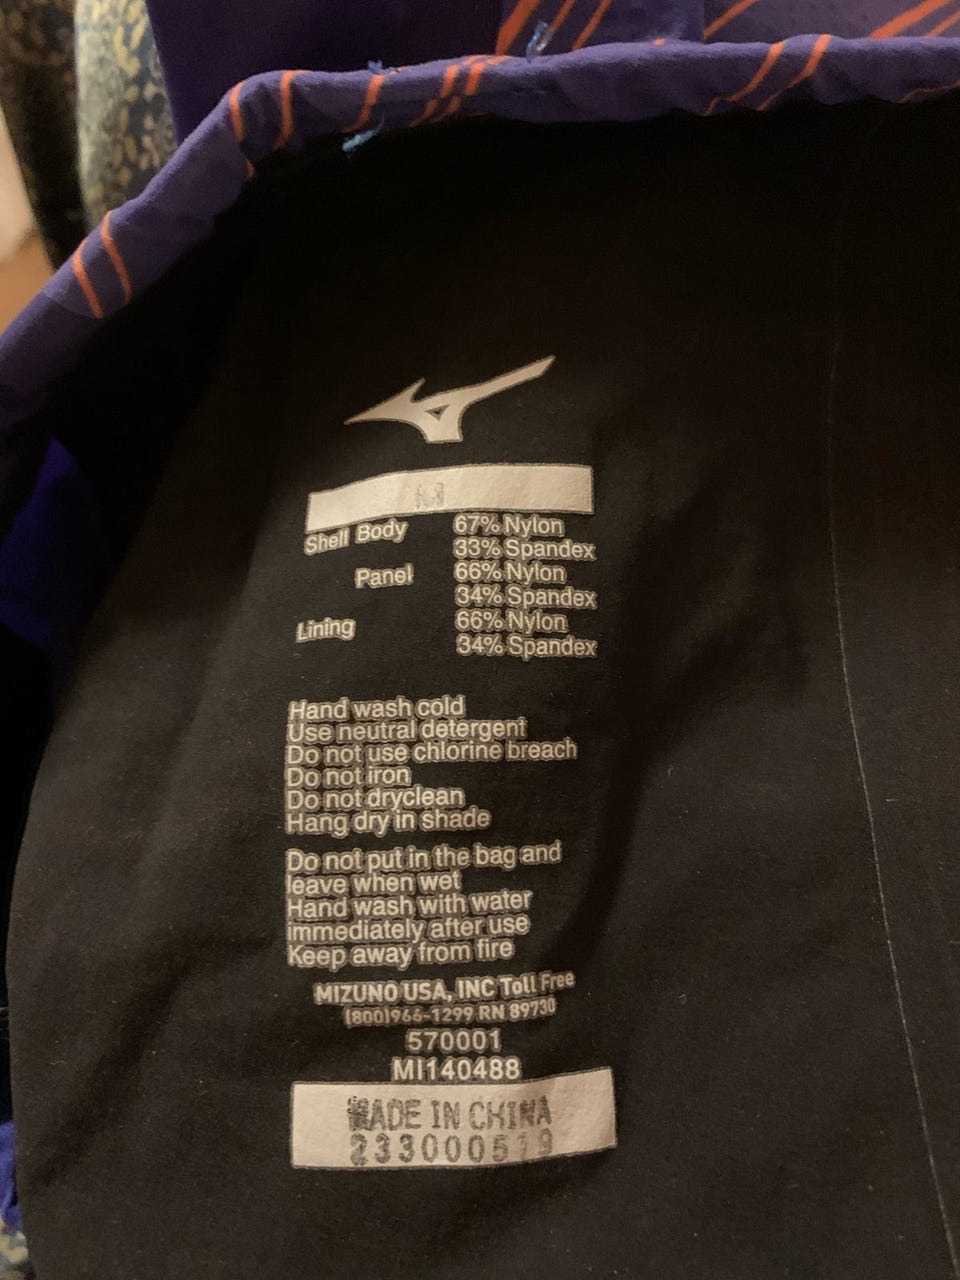 Shell Body 67% Nylon
33% Spandex
Panel 66% Nylon
34% Spandex
Lining 66% Nylon
34% Spandex
Hand wash cold
Use neutral detergent
Do not use chlorine breach
Do not iron
Do not dryclean
Hang dry in shade
Do not put in the bag and
leave when wet
Hand wash with water
immediately after use
Keep away from fire
MIZUNO USA, INC Toll Free
(800)966-1299 RN 89730
570001
MI140488
MADE IN CHINA
233000519